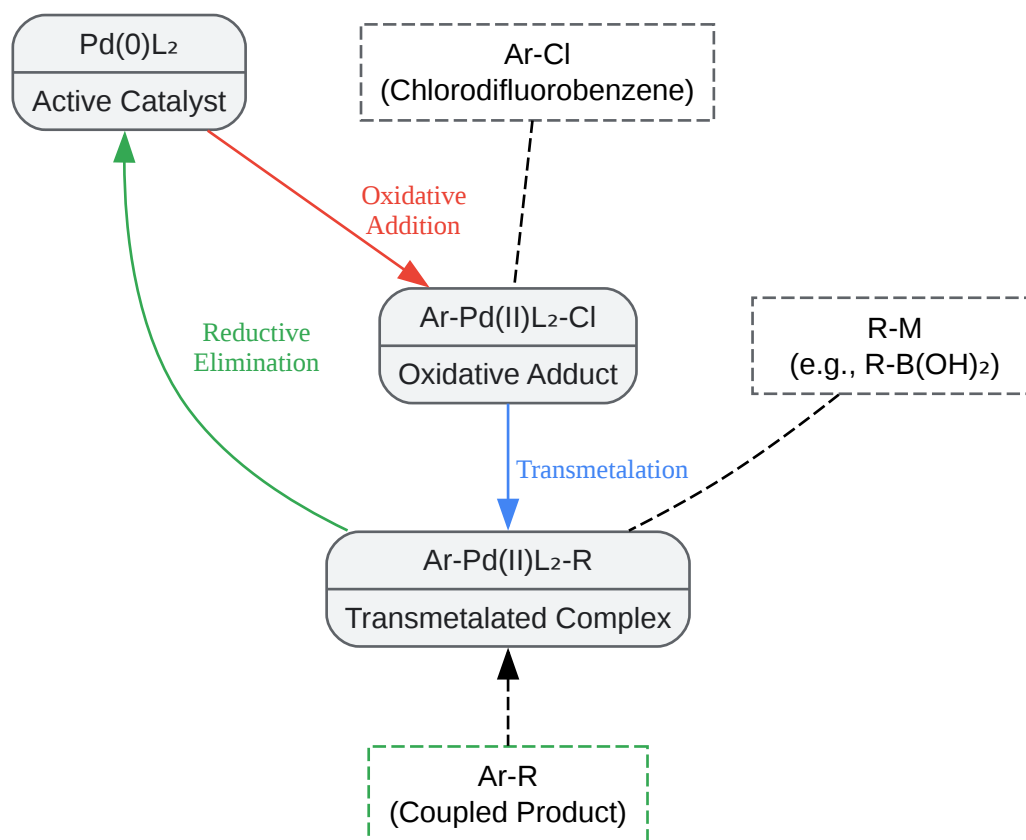 Pd(0)L₂
Active Catalyst
Ar-Cl
(Chlorodifluorobenzene)
Oxidative
Addition
Ar-Pd(II)L₂-Cl
Oxidative Adduct
R-M
(e.g., R-B(OH)₂)
Reductive
Elimination
Transmetalation
Ar-Pd(II)L₂-R
Transmetalated Complex
Ar-R
(Coupled Product)